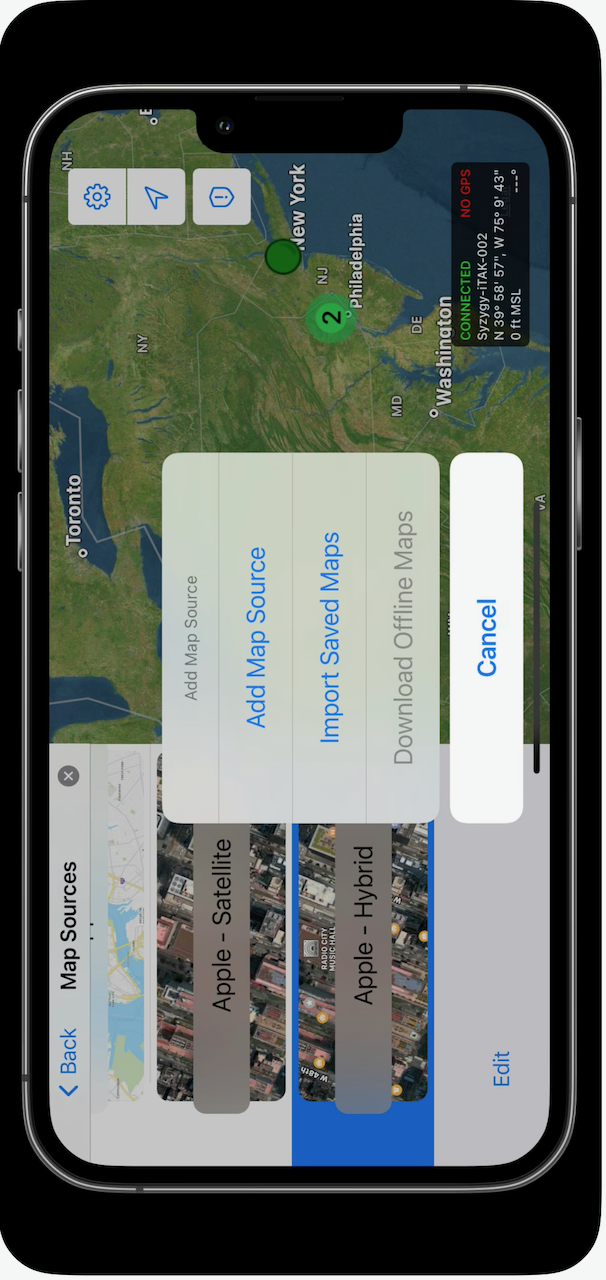 Back
Map Sources
Apple - Satellite
RADIO CITY
MUSIC HALL
W 48th
W
Apple - Hybrid
Edit
Add Map Source
Add Map Source
Import Saved Maps
Download Offline Maps
Cancel
Toronto
NH
NY
New York
NJ
2
Philadelphia
DE
MD
Washington
VA
CONNECTED NO GPS
Syzygy-iTAK-002
N 39° 58' 57", W 75° 9' 43"
0 ft MSL ---°